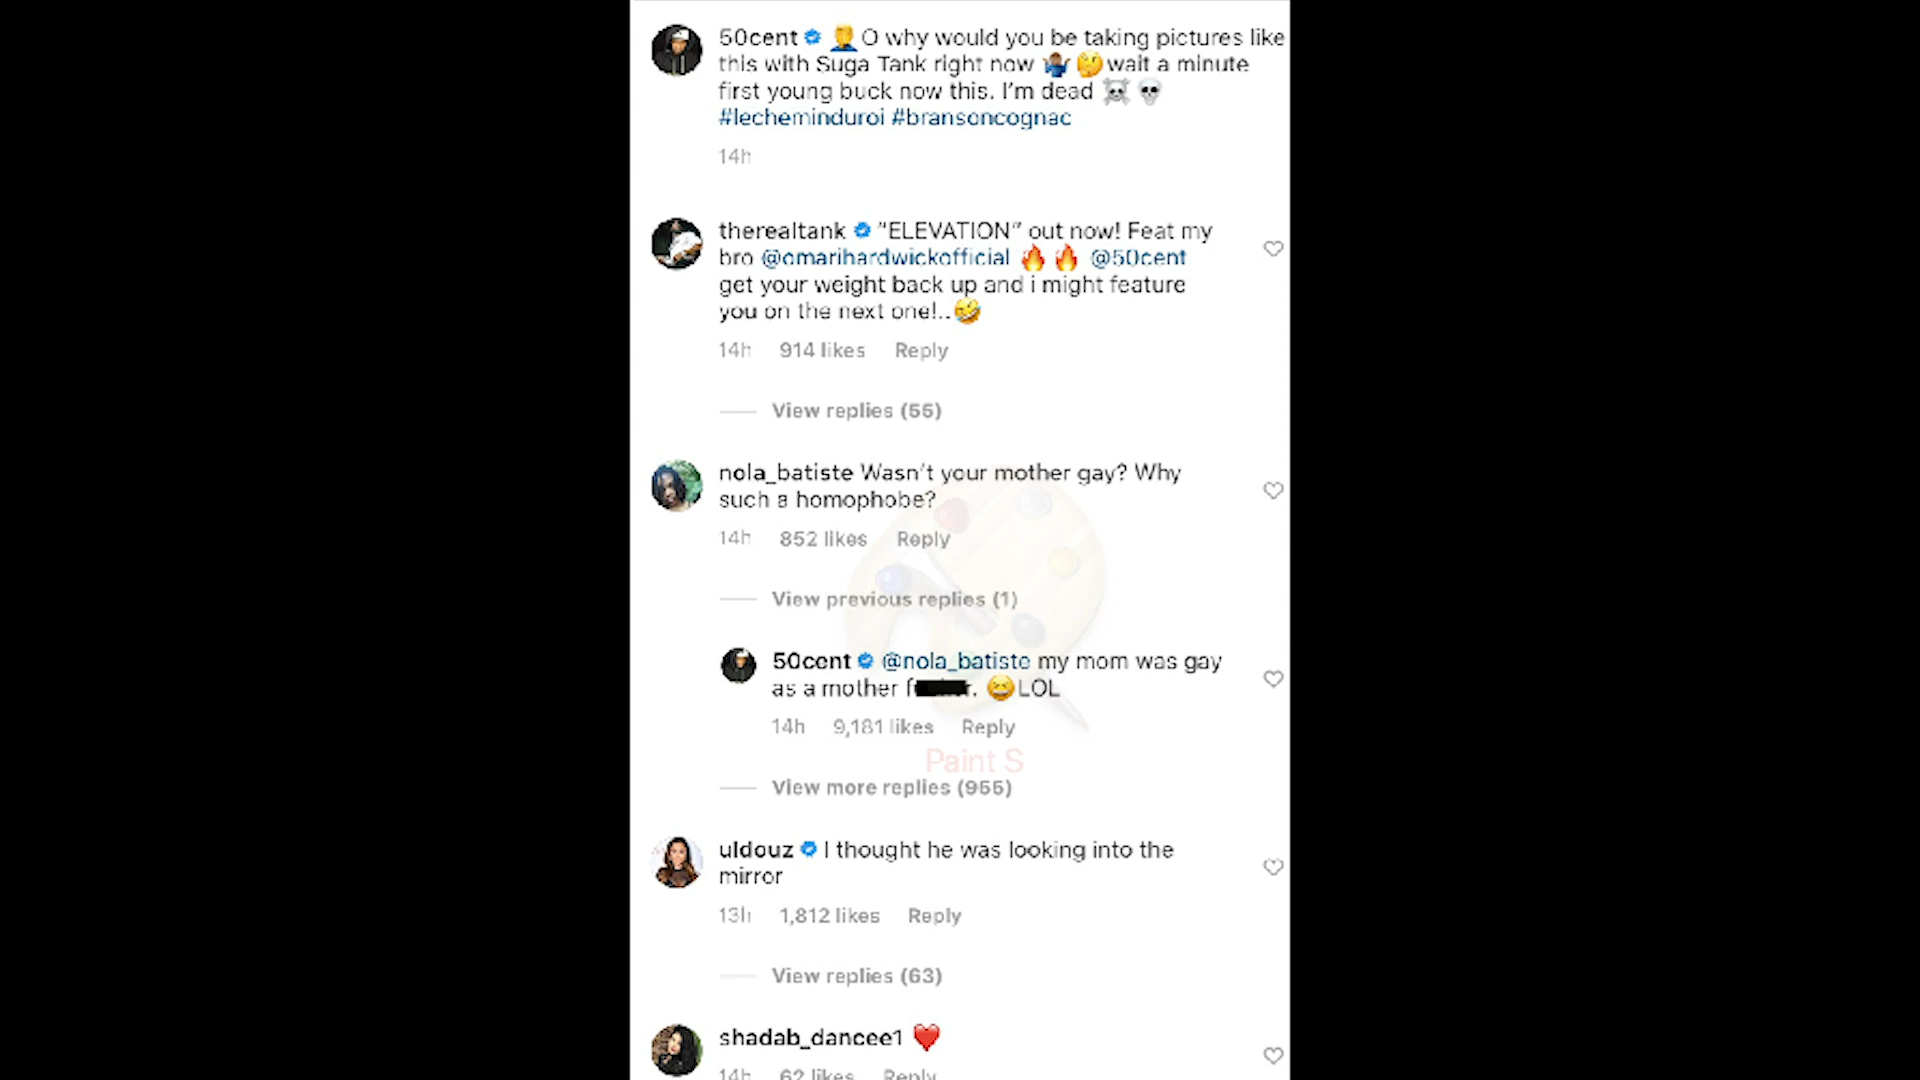 50cent 🤦‍♂️O why would you be taking pictures like
this with Suga Tank right now 🤷🏾‍♂️🤔wait a minute
first young buck now this. I'm dead ☠️💀
#lecheminduroi #bransoncognac
14h
therealtank "ELEVATION" out now! Feat my
bro @omarihardwickofficial 🔥🔥 @50cent
get your weight back up and i might feature
you on the next one!..🤣
14h 914 likes Reply
View replies (55)
nola_batiste Wasn't your mother gay? Why
such a homophobe?
14h 852 likes Reply
View previous replies (1)
50cent @nola_batiste my mom was gay
as a mother f r. 😆LOL
14h 9,181 likes Reply
Paint S
View more replies (955)
uldouz I thought he was looking into the
mirror
13h 1,812 likes Reply
View replies (63)
shadab_dancee1 ❤️
14h 62 likes Reply